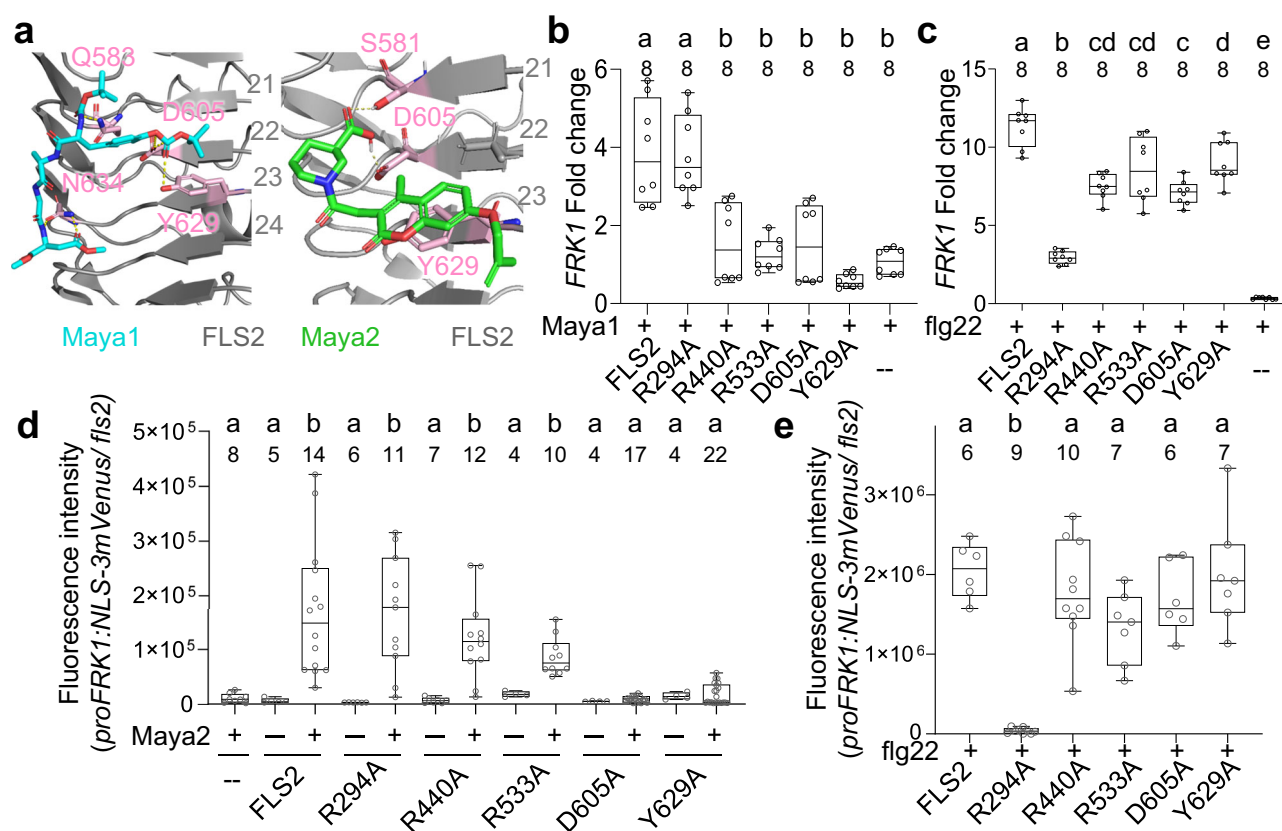 a
Q583
D605
N634
Y629
21
22
23
24
Maya1
FLS2
S581
D605
Y629
21
22
23
Maya2
FLS2
b
a a b b b b b
8 8 8 8 8 8 8
FRK1 Fold change
6
4
2
0
Maya1 + + + + + + +
FLS2
R294A
R440A
R533A
D605A
Y629A
--
c
a b cd cd c d e
8 8 8 8 8 8 8
FRK1 Fold change
15
10
5
0
flg22 + + + + + + +
FLS2
R294A
R440A
R533A
D605A
Y629A
--
d
a a b a b a b a b a a a a
8 5 14 6 11 7 12 4 10 4 17 4 22
Fluorescence intensity
(proFRK1:NLS-3mVenus/ fls2)
5×10⁵
4×10⁵
3×10⁵
2×10⁵
1×10⁵
0
Maya2 + — + — + — + — + — + — +
--
FLS2
R294A
R440A
R533A
D605A
Y629A
e
a b a a a a
6 9 10 7 6 7
Fluorescence intensity
(proFRK1:NLS-3mVenus/ fls2)
3×10⁶
2×10⁶
1×10⁶
0
flg22 + + + + + +
FLS2
R294A
R440A
R533A
D605A
Y629A